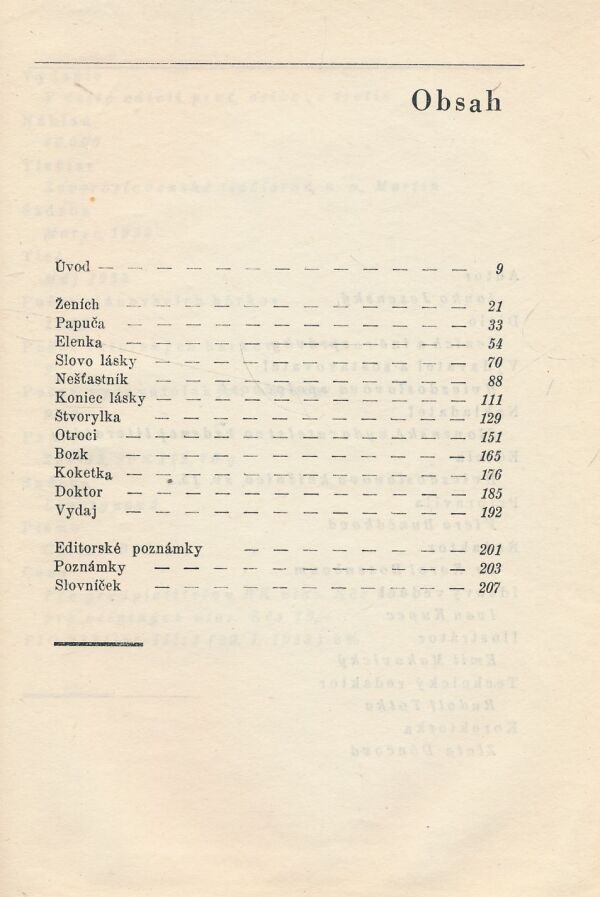 Obsah
Úvod — — — — — — — — — — — — — — 9
Ženích — — — — — — — — — — — — — 21
Papuča — — — — — — — — — — — — 33
Elenka — — — — — — — — — — — — — 54
Slovo lásky — — — — — — — — — — — — 70
Nešťastník — — — — — — — — — — — — 88
Koniec lásky — — — — — — — — — — — 111
Štvorylka — — — — — — — — — — — — 129
Otroci — — — — — — — — — — — — — 151
Bozk — — — — — — — — — — — — — 165
Koketka — — — — — — — — — — — — 176
Doktor — — — — — — — — — — — — 185
Vydaj — — — — — — — — — — — — — 192
Editorské poznámky — — — — — — — — 201
Poznámky — — — — — — — — — — — 203
Slovníček — — — — — — — — — — — 207